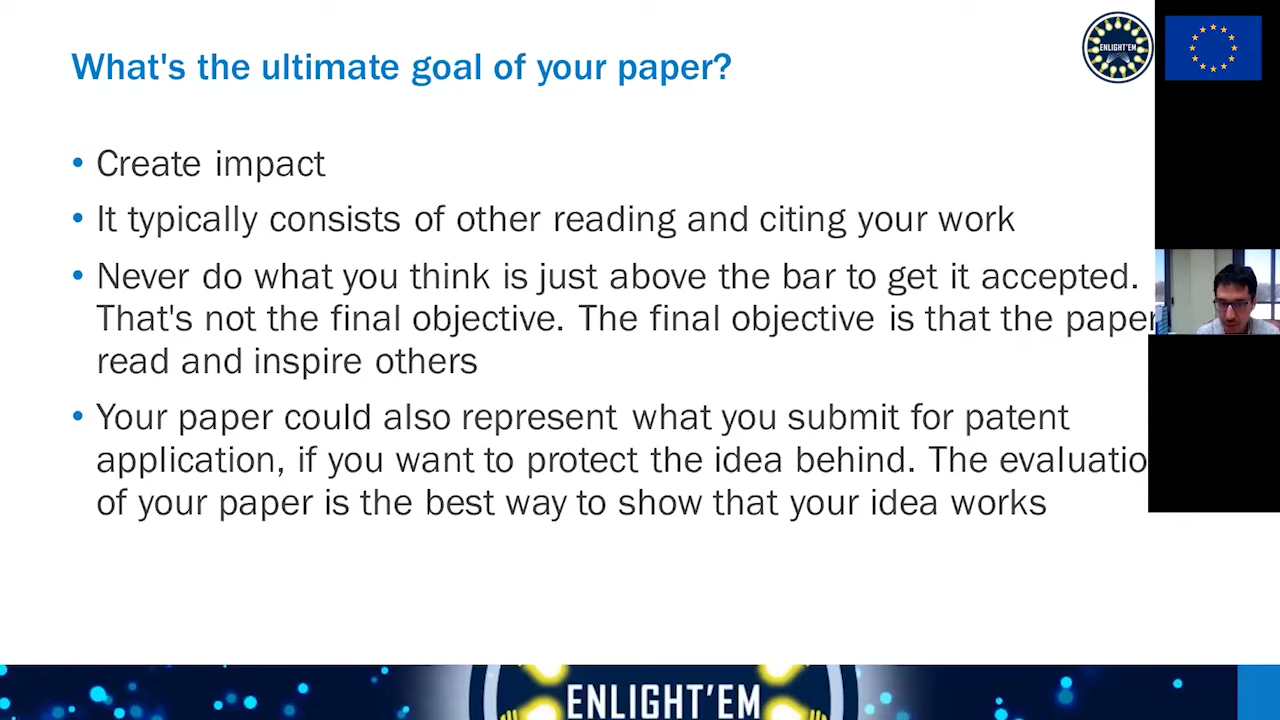 What's the ultimate goal of your paper?
ENLIGHT'EM
• Create impact
• It typically consists of other reading and citing your work
• Never do what you think is just above the bar to get it accepted.
That's not the final objective. The final objective is that the paper
read and inspire others
• Your paper could also represent what you submit for patent
application, if you want to protect the idea behind. The evaluatio
of your paper is the best way to show that your idea works
ENLIGHT'EM